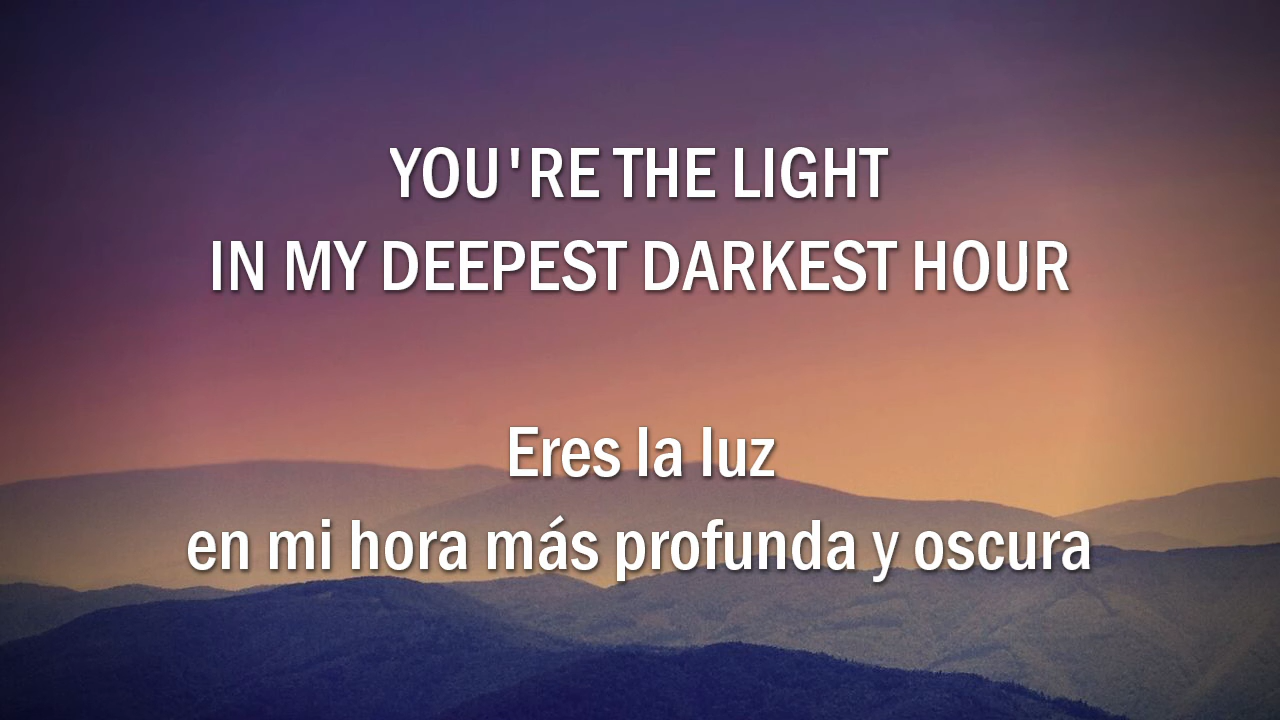 YOU'RE THE LIGHT
IN MY DEEPEST DARKEST HOUR
Eres la luz
en mi hora más profunda y oscura